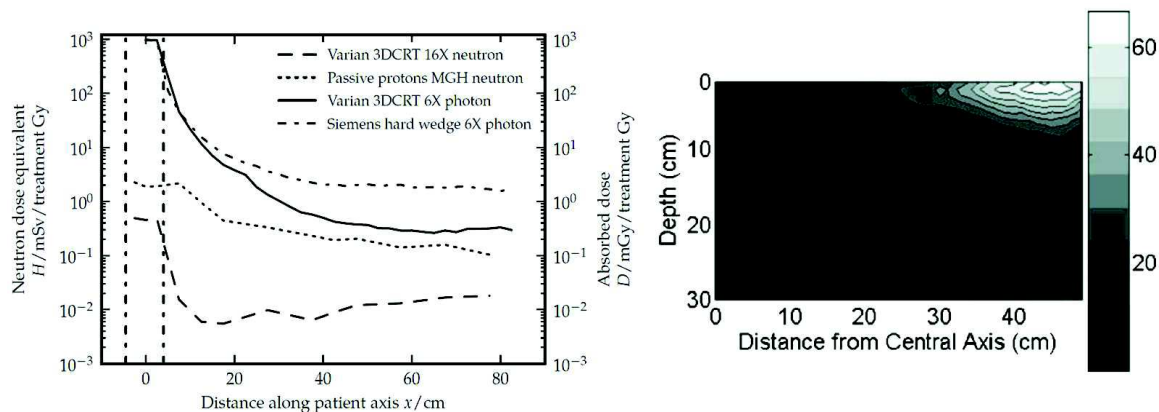 Neutron dose equivalent
H/mSv/treatment Gy
10³
10²
10¹
10⁰
10⁻¹
10⁻²
10⁻³
Varian 3DCRT 16X neutron
Passive protons MGH neutron
Varian 3DCRT 6X photon
Siemens hard wedge 6X photon
10³
10²
10¹
10⁰
10⁻¹
10⁻²
10⁻³
Absorbed dose
D/mGy/treatment Gy
0 20 40 60 80
Distance along patient axis x/cm
Depth (cm)
0
10
20
30
0 10 20 30 40
Distance from Central Axis (cm)
60
40
20